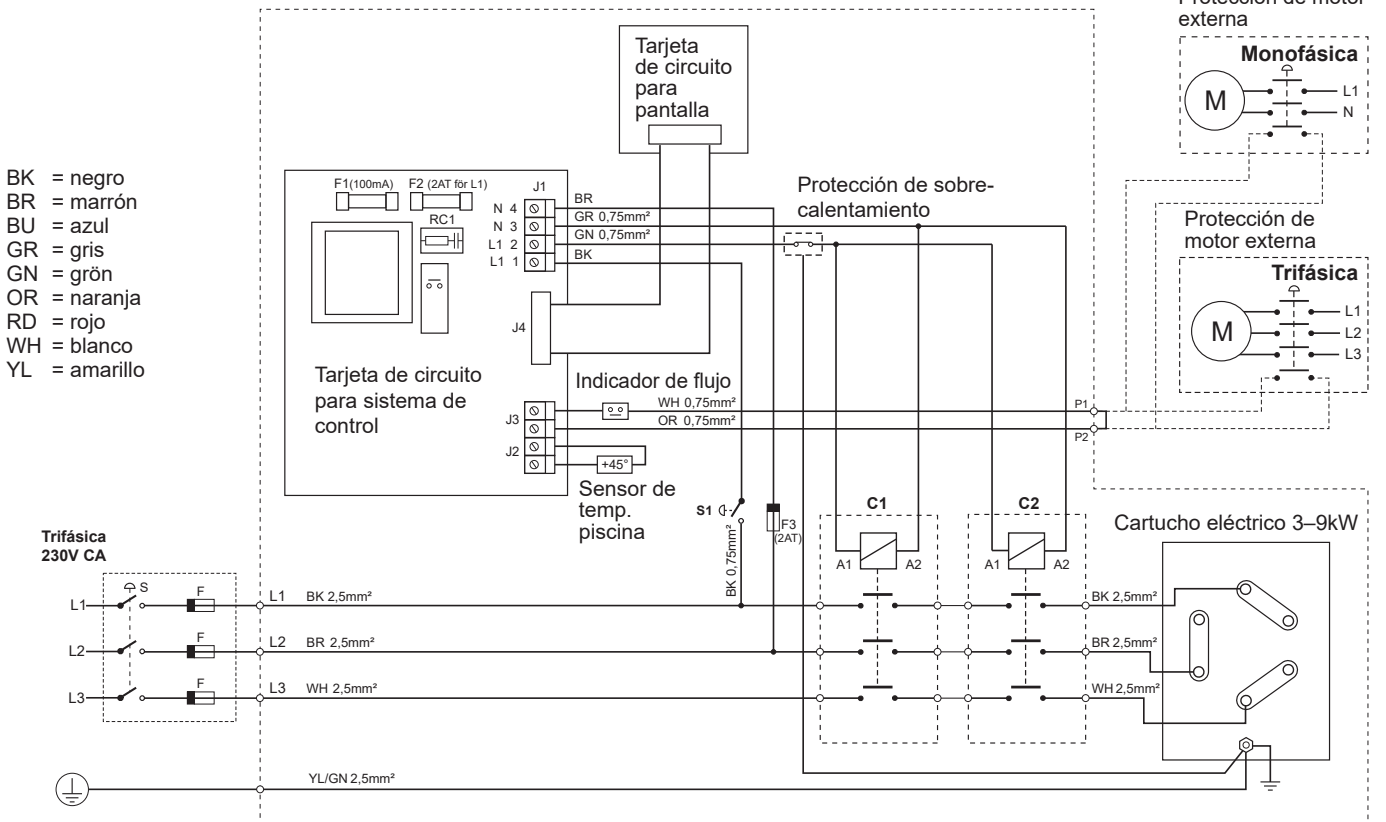 Protección de motor
externa
Monofásica
M
L1
N
Tarjeta
de circuito
para
pantalla
BK = negro
BR = marrón
BU = azul
GR = gris
GN = grön
OR = naranja
RD = rojo
WH = blanco
YL = amarillo
F1(100mA)
F2 (2AT för L1)
J1
RC1
N 4
N 3
L1 2
L1 1
BR
GR 0,75mm²
GN 0,75mm²
BK
Protección de sobre-
calentamiento
Protección de
motor externa
Trifásica
M
L1
L2
L3
J4
Tarjeta de circuito
para sistema de
control
Indicador de flujo
WH 0,75mm²
OR 0,75mm²
P1
P2
J3
J2
+45°
Sensor de
temp.
piscina
S1
BK 0,75mm²
F3
(2AT)
C1
A1
A2
C2
A1
A2
Cartucho eléctrico 3–9kW
Trifásica
230V CA
S
L1
F
L1
BK 2,5mm²
BK 2,5mm²
L2
F
L2
BR 2,5mm²
BR 2,5mm²
L3
F
L3
WH 2,5mm²
WH 2,5mm²
YL/GN 2,5mm²